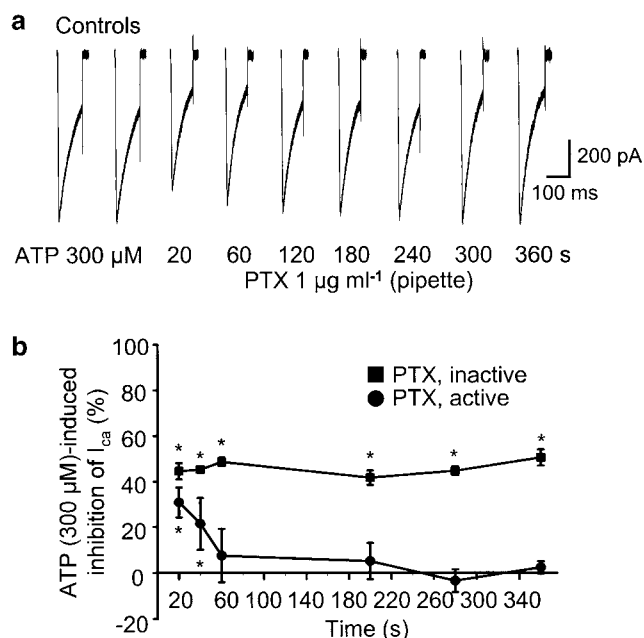 a
Controls
200 pA
100 ms
ATP 300 µM 20 60 120 180 240 300 360 s
PTX 1 µg ml⁻¹ (pipette)
b
ATP (300 µM)-induced
inhibition of I_ca (%)
100
80
60
40
20
0
-20
PTX, inactive
PTX, active
* * * * * *
* *
20 60 100 140 180 220 260 300 340
Time (s)